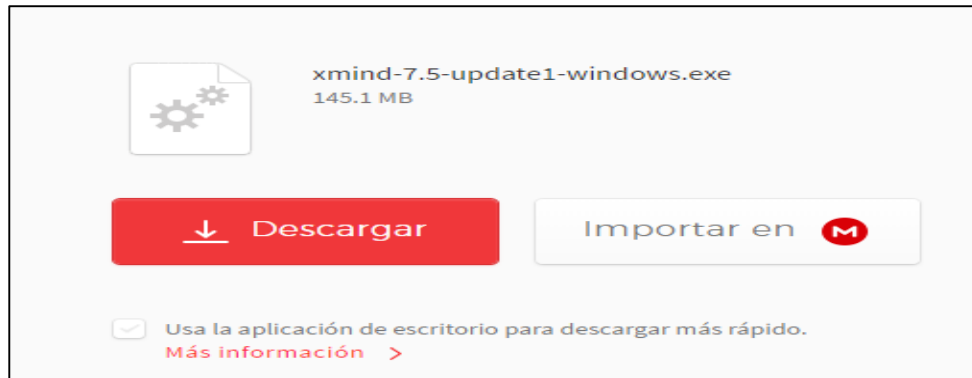 xmind-7.5-update1-windows.exe
145.1 MB
Descargar
Importar en M
Usa la aplicación de escritorio para descargar más rápido.
Más información >